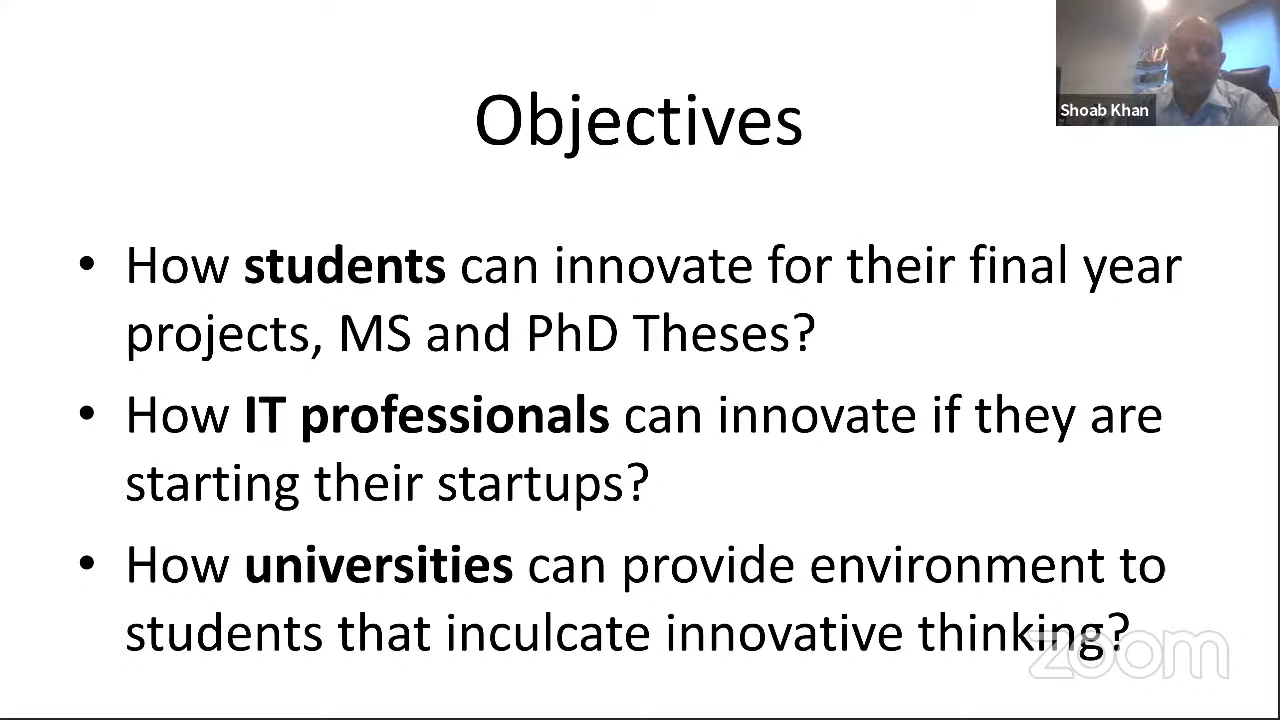 Shoab Khan
Objectives
• How students can innovate for their final year
projects, MS and PhD Theses?
• How IT professionals can innovate if they are
starting their startups?
• How universities can provide environment to
students that inculcate innovative thinking?
zoom